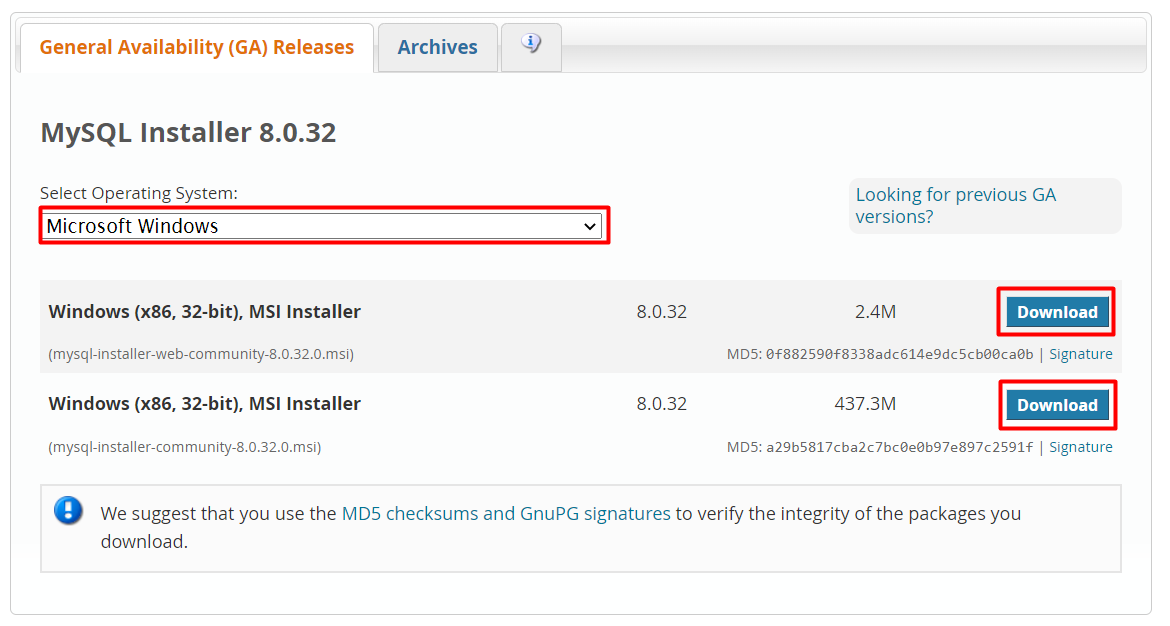 General Availability (GA) Releases
Archives
MySQL Installer 8.0.32
Select Operating System:
Microsoft Windows
Looking for previous GA
versions?
Windows (x86, 32-bit), MSI Installer 8.0.32 2.4M Download
(mysql-installer-web-community-8.0.32.0.msi) MD5: 0f882590f8338adc614e9dc5cb00ca0b | Signature
Windows (x86, 32-bit), MSI Installer 8.0.32 437.3M Download
(mysql-installer-community-8.0.32.0.msi) MD5: a29b5817cba2c7bc0e0b97e897c2591f | Signature
We suggest that you use the MD5 checksums and GnuPG signatures to verify the integrity of the packages you
download.